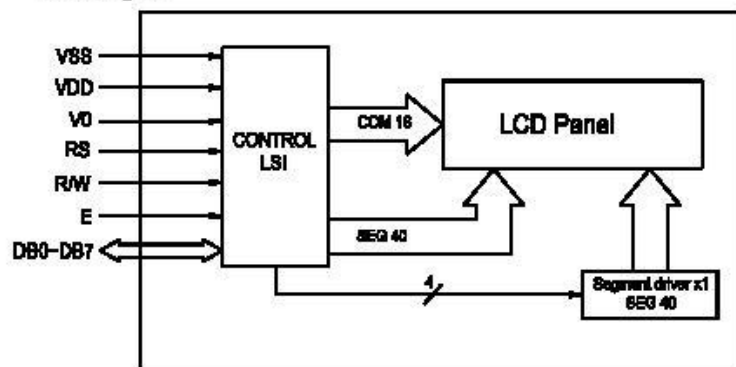 VSS
VDD
V0
RS
R/W
E
DB0-DB7
CONTROL
LSI
COM 16
SEG 40
4
LCD Panel
Segment driver x1
SEG 40